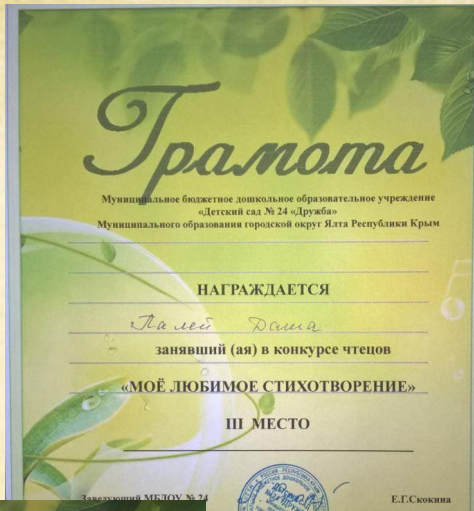 Грамота
Муниципальное бюджетное дошкольное образовательное учреждение
«Детский сад № 24 «Дружба»
Муниципального образования городской округ Ялта Республики Крым
НАГРАЖДАЕТСЯ
Палей Даша
занявший (ая) в конкурсе чтецов
«МОЁ ЛЮБИМОЕ СТИХОТВОРЕНИЕ»
III МЕСТО
Заведующий МБДОУ № 24 Е.Г.Скокина